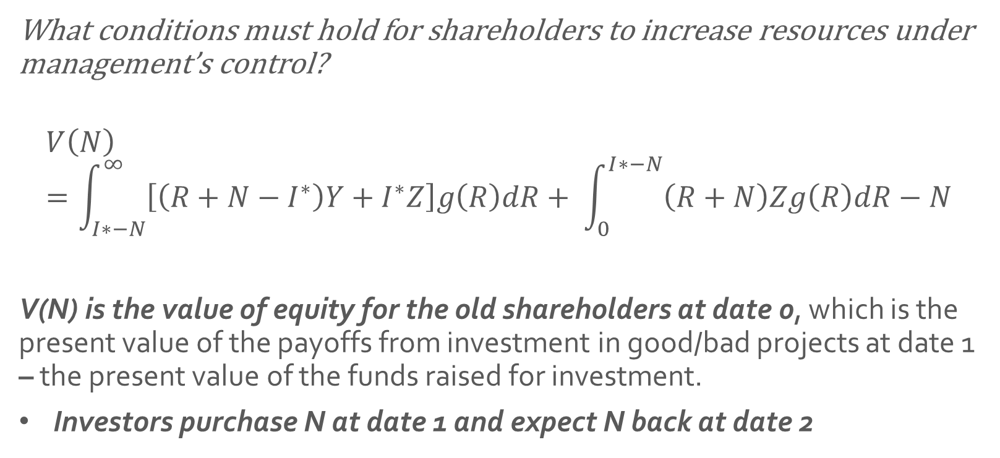 What conditions must hold for shareholders to increase resources under
management's control?
V(N)
= ∫_{I*−N}^{∞} [(R + N − I*)Y + I*Z]g(R)dR + ∫_{0}^{I*−N} (R + N)Zg(R)dR − N
V(N) is the value of equity for the old shareholders at date 0, which is the
present value of the payoffs from investment in good/bad projects at date 1
– the present value of the funds raised for investment.
• Investors purchase N at date 1 and expect N back at date 2